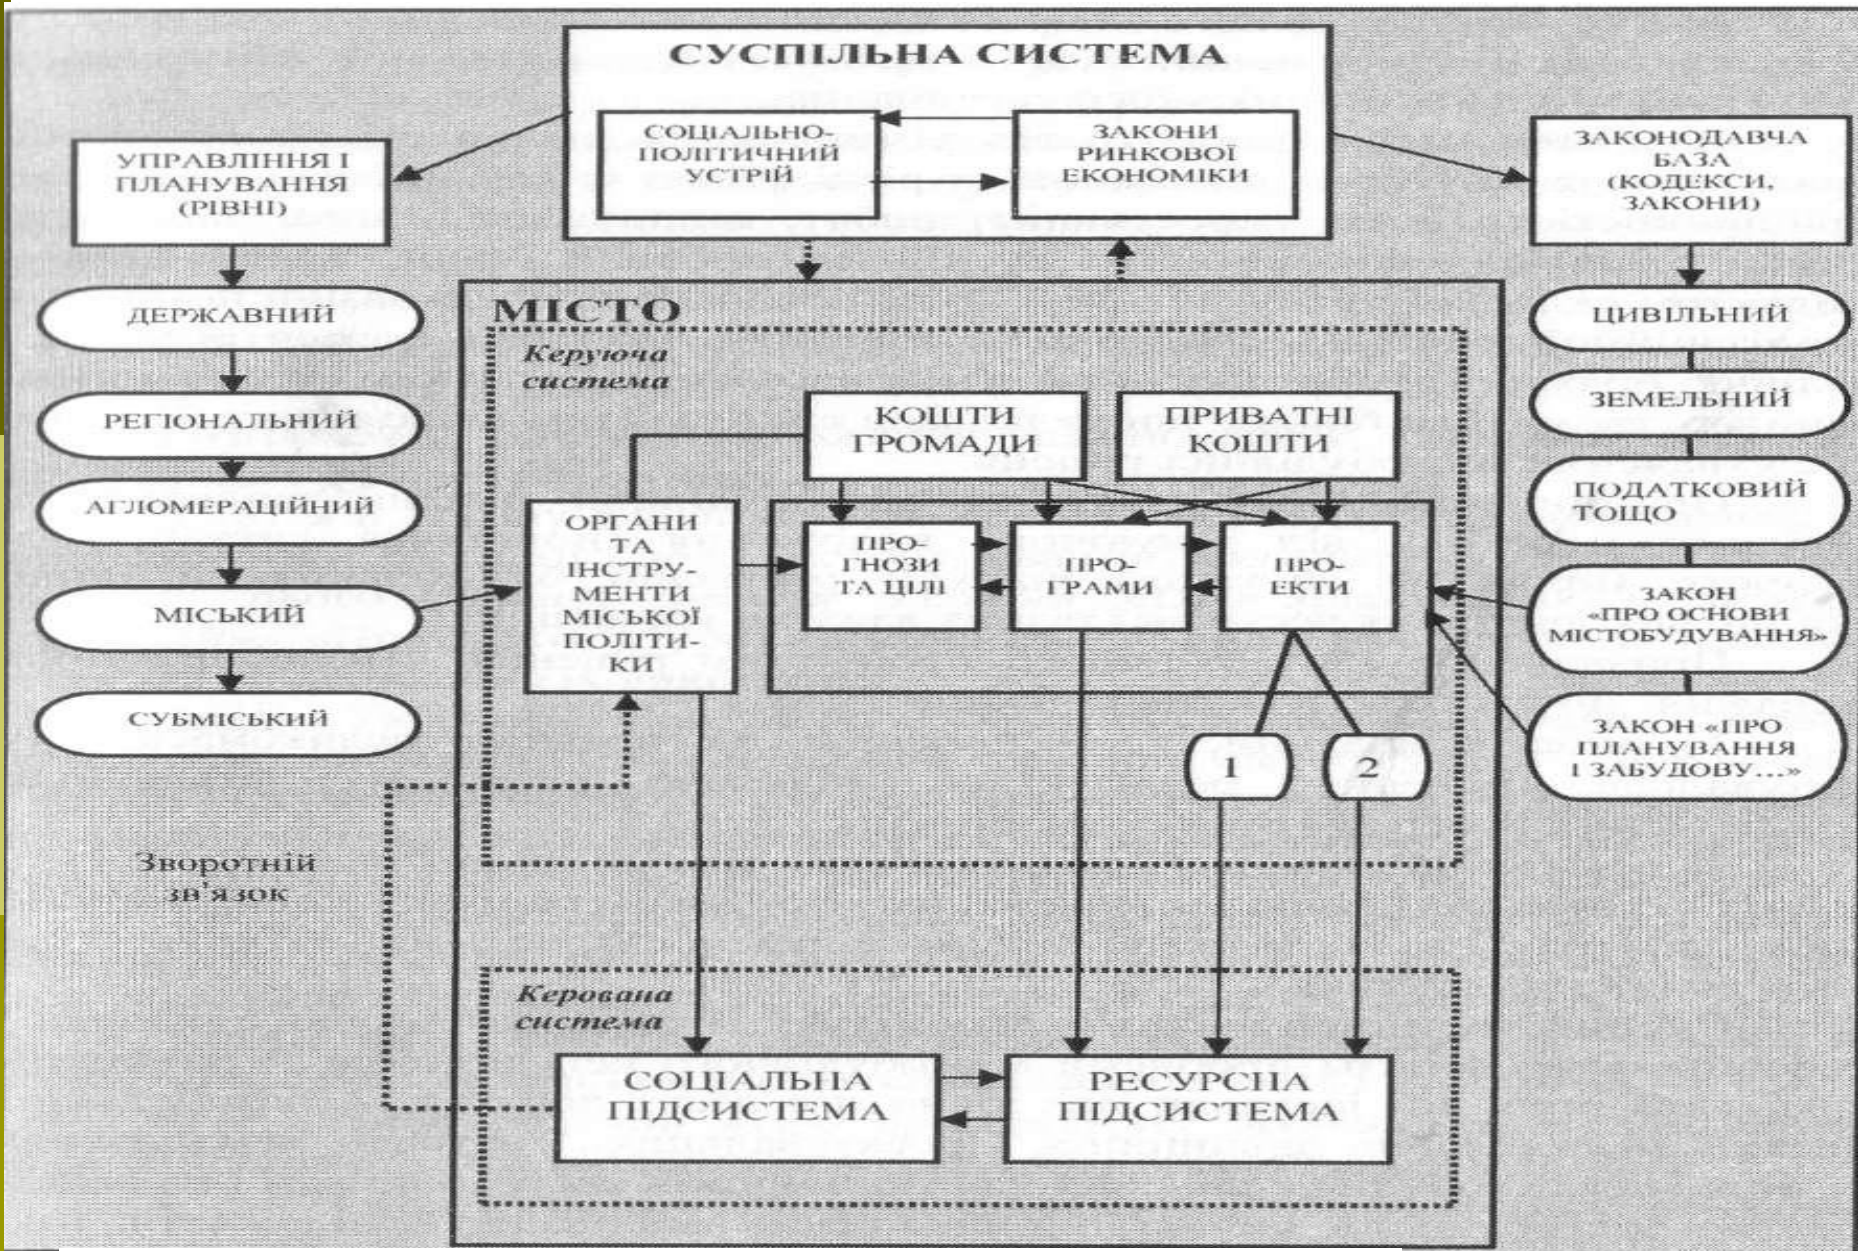 СУСПІЛЬНА СИСТЕМА
СОЦІАЛЬНО-
ПОЛІТИЧНИЙ
УСТРІЙ
ЗАКОНИ
РИНКОВОЇ
ЕКОНОМІКИ
УПРАВЛІННЯ І
ПЛАНУВАННЯ
(РІВНІ)
ДЕРЖАВНИЙ
РЕГІОНАЛЬНИЙ
АГЛОМЕРАЦІЙНИЙ
МІСЬКИЙ
СУБМІСЬКИЙ
ЗАКОНОДАВЧА
БАЗА
(КОДЕКСИ,
ЗАКОНИ)
ЦИВІЛЬНИЙ
ЗЕМЕЛЬНИЙ
ПОДАТКОВИЙ
ТОЩО
ЗАКОН
«ПРО ОСНОВИ
МІСТОБУДУВАННЯ»
ЗАКОН «ПРО
ПЛАНУВАННЯ
І ЗАБУДОВУ...»
МІСТО
Керуюча
система
КОШТИ
ГРОМАДИ
ПРИВАТНІ
КОШТИ
ОРГАНИ
ТА
ІНСТРУ-
МЕНТИ
МІСЬКОЇ
ПОЛІТИ-
КИ
ПРО-
ГНОЗИ
ТА ЦІЛІ
ПРО-
ГРАМИ
ПРО-
ЕКТИ
1
2
Зворотній
зв'язок
Керована
система
СОЦІАЛЬНА
ПІДСИСТЕМА
РЕСУРСНА
ПІДСИСТЕМА